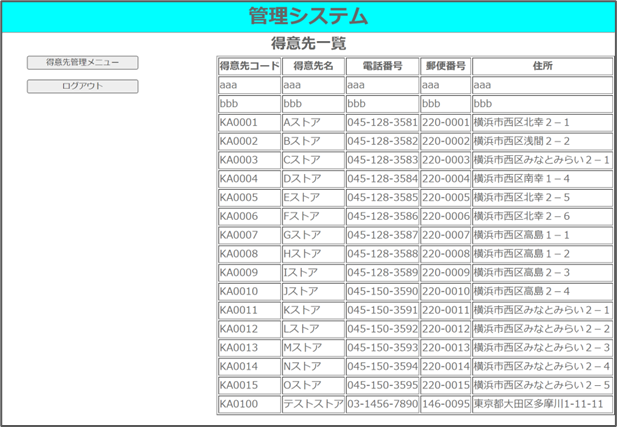 管理システム
得意先一覧
得意先管理メニュー
ログアウト
得意先コード 得意先名 電話番号 郵便番号 住所
aaa aaa aaa aaa aaa
bbb bbb bbb bbb bbb
KA0001 Aストア 045-128-3581 220-0001 横浜市西区北幸２－１
KA0002 Bストア 045-128-3582 220-0002 横浜市西区浅間２－２
KA0003 Cストア 045-128-3583 220-0003 横浜市西区みなとみらい２－１
KA0004 Dストア 045-128-3584 220-0004 横浜市西区南幸１－４
KA0005 Eストア 045-128-3585 220-0005 横浜市西区北幸２－５
KA0006 Fストア 045-128-3586 220-0006 横浜市西区北幸２－６
KA0007 Gストア 045-128-3587 220-0007 横浜市西区高島１－１
KA0008 Hストア 045-128-3588 220-0008 横浜市西区高島１－２
KA0009 Iストア 045-128-3589 220-0009 横浜市西区高島２－３
KA0010 Jストア 045-150-3590 220-0010 横浜市西区高島２－４
KA0011 Kストア 045-150-3591 220-0011 横浜市西区みなとみらい２－１
KA0012 Lストア 045-150-3592 220-0012 横浜市西区みなとみらい２－２
KA0013 Mストア 045-150-3593 220-0013 横浜市西区みなとみらい２－３
KA0014 Nストア 045-150-3594 220-0014 横浜市西区みなとみらい２－４
KA0015 Oストア 045-150-3595 220-0015 横浜市西区みなとみらい２－５
KA0100 テストストア 03-1456-7890 146-0095 東京都大田区多摩川1-11-11